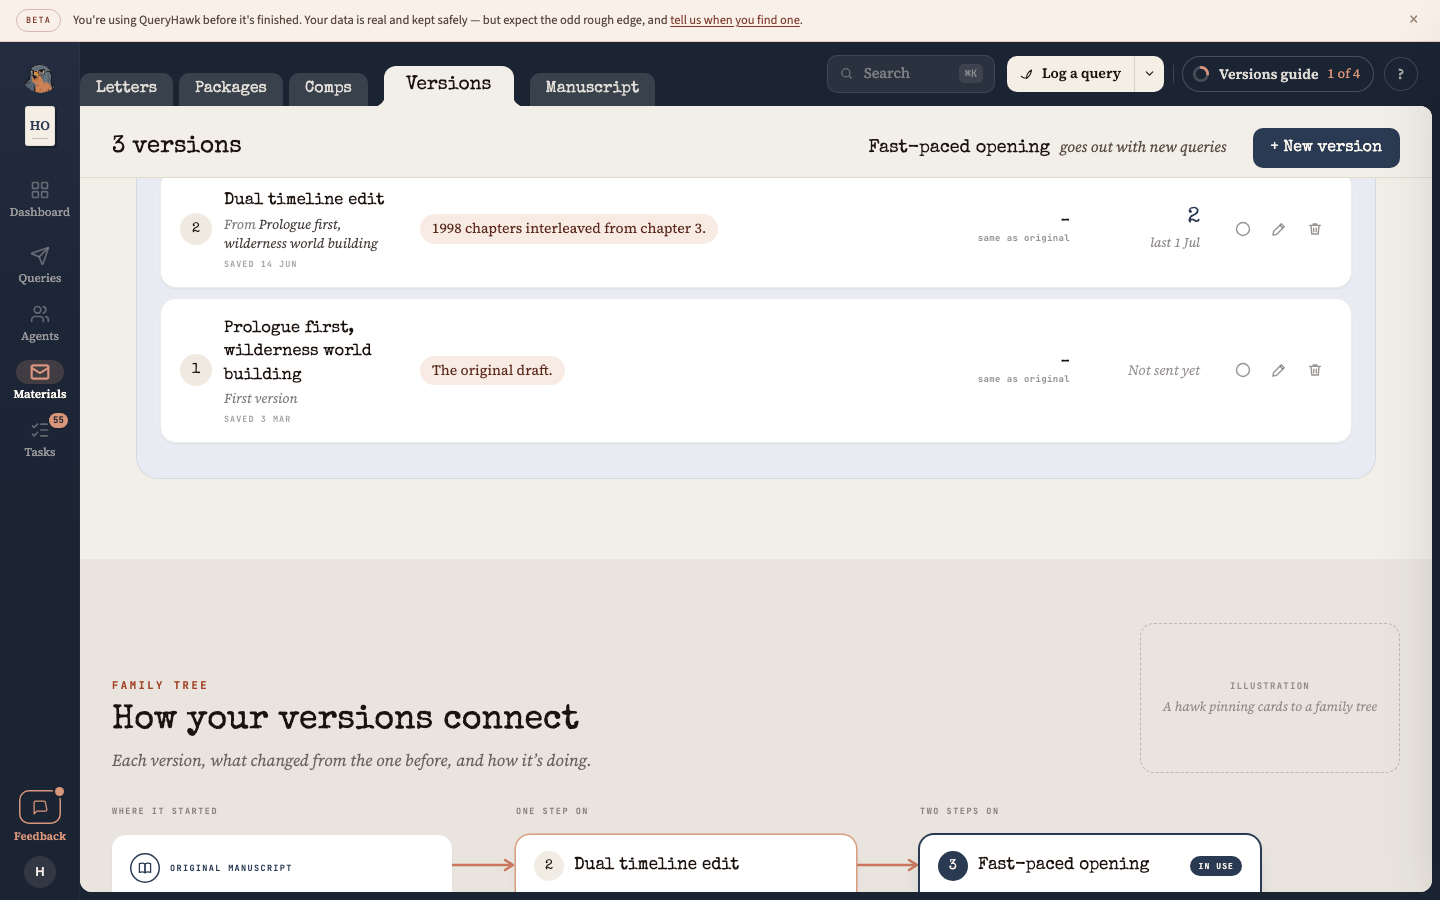 BETA
You're using QueryHawk before it's finished. Your data is real and kept safely — but expect the odd rough edge, and tell us when you find one.
×
Letters
Packages
Comps
Versions
Manuscript
Search
⌘K
Log a query
Versions guide
1 of 4
?
HO
Dashboard
Queries
Agents
Materials
55
Tasks
Feedback
H
3 versions
Fast-paced opening goes out with new queries
+ New version
2
Dual timeline edit
From Prologue first,
wilderness world building
SAVED 14 JUN
1998 chapters interleaved from chapter 3.
–
same as original
2
last 1 Jul
1
Prologue first,
wilderness world
building
First version
SAVED 3 MAR
The original draft.
–
same as original
Not sent yet
FAMILY TREE
How your versions connect
Each version, what changed from the one before, and how it’s doing.
ILLUSTRATION
A hawk pinning cards to a family tree
WHERE IT STARTED
ONE STEP ON
TWO STEPS ON
ORIGINAL MANUSCRIPT
2
Dual timeline edit
3
Fast-paced opening
IN USE